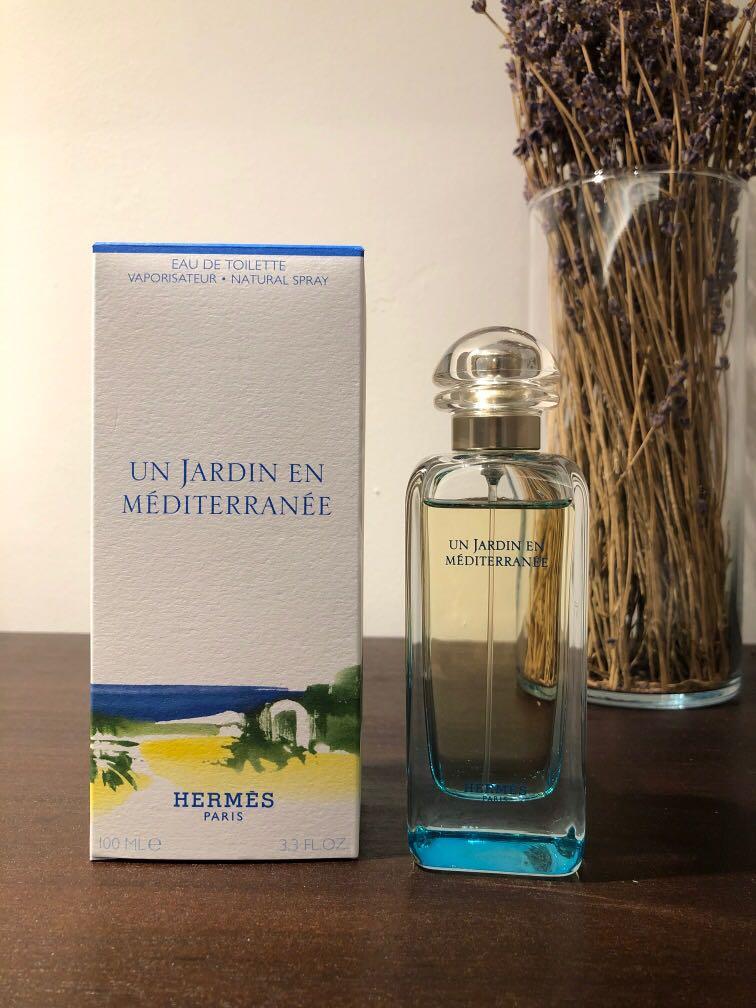 EAU DE TOILETTE
VAPORISATEUR • NATURAL SPRAY
UN JARDIN EN
MÉDITERRANÉE
HERMÈS
PARIS
100 ML ℮
3.3 FL.OZ.
UN JARDIN EN
MÉDITERRANÉE
HERMÈS
PARIS